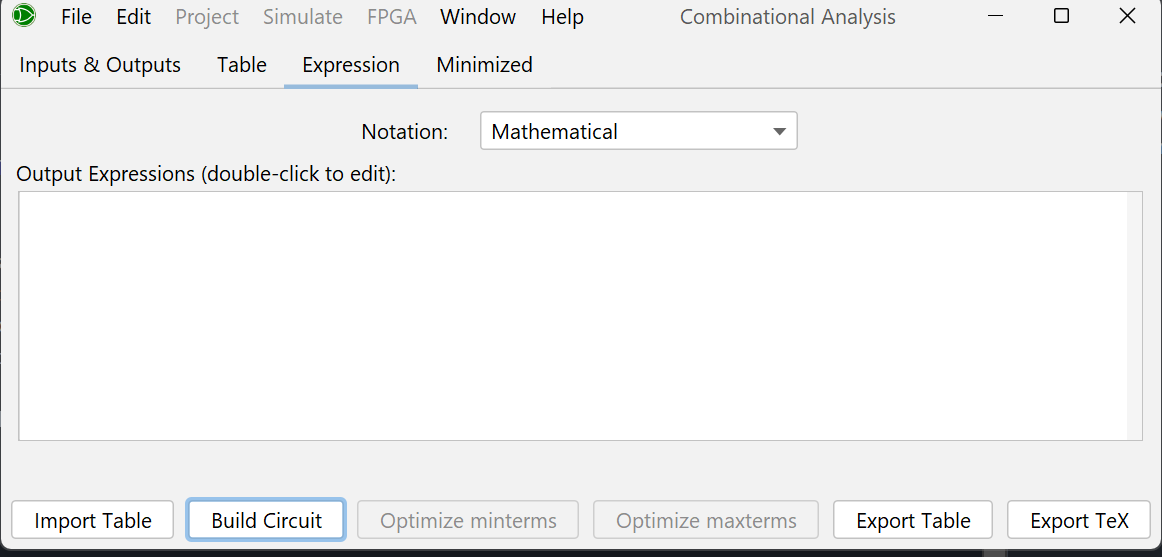 File Edit Project Simulate FPGA Window Help Combinational Analysis
Inputs & Outputs Table Expression Minimized
Notation: Mathematical
Output Expressions (double-click to edit):
Import Table Build Circuit Optimize minterms Optimize maxterms Export Table Export TeX